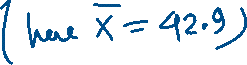 (here X̅ = 42.9)